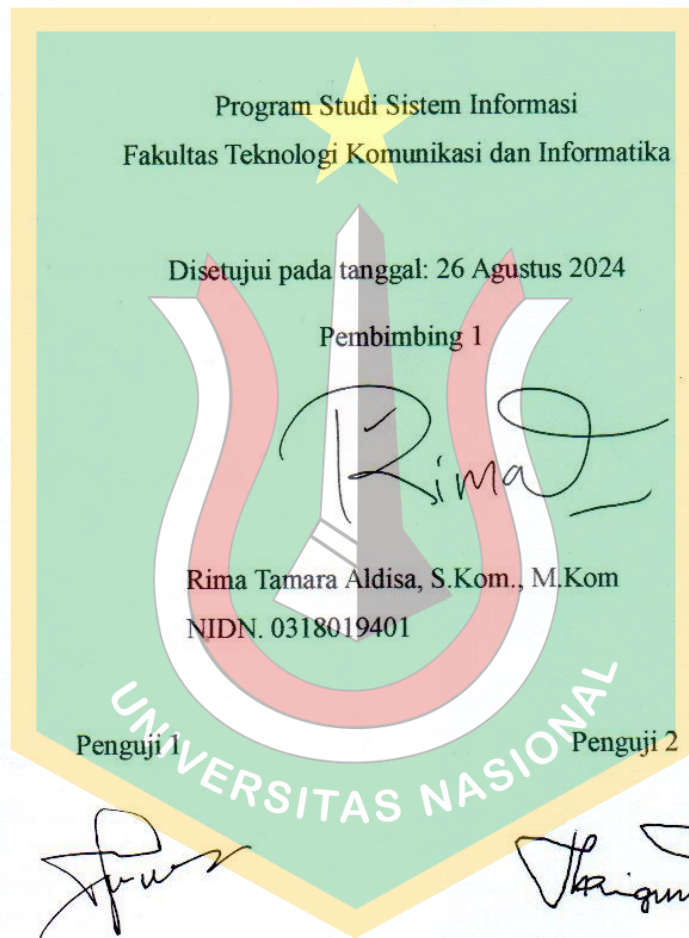 Program Studi Sistem Informasi
Fakultas Teknologi Komunikasi dan Informatika
Disetujui pada tanggal: 26 Agustus 2024
Pembimbing 1
Rima
Rima Tamara Aldisa, S.Kom., M.Kom
NIDN. 0318019401
Penguji 1 Penguji 2
UNIVERSITAS NASIONAL